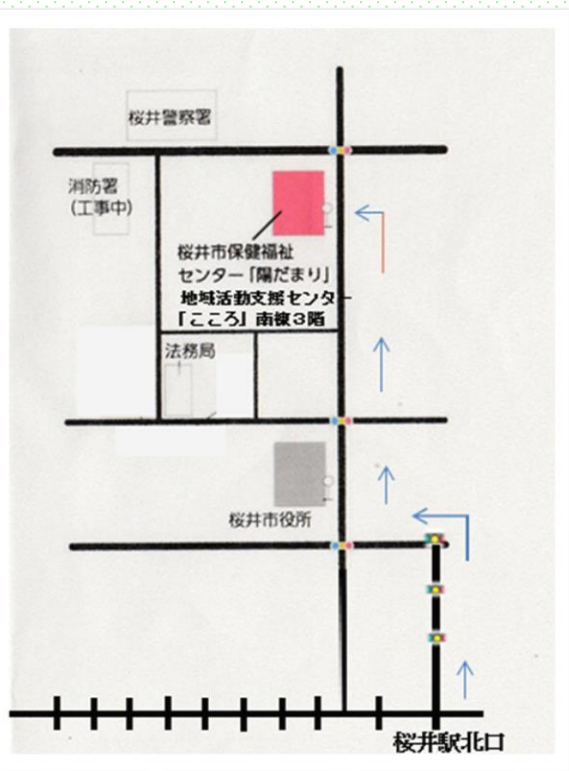 桜井警察署
消防署
(工事中)
桜井市保健福祉
センター「陽だまり」
地域活動支援センター
「こころ」南棟3階
法務局
桜井市役所
桜井駅北口